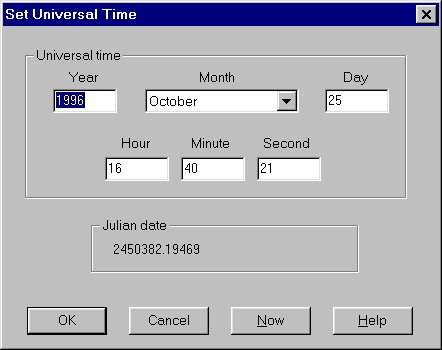 Set Universal Time
Universal time
Year Month Day
1996 October 25
Hour Minute Second
16 40 21
Julian date
2450382.19469
OK Cancel Now Help